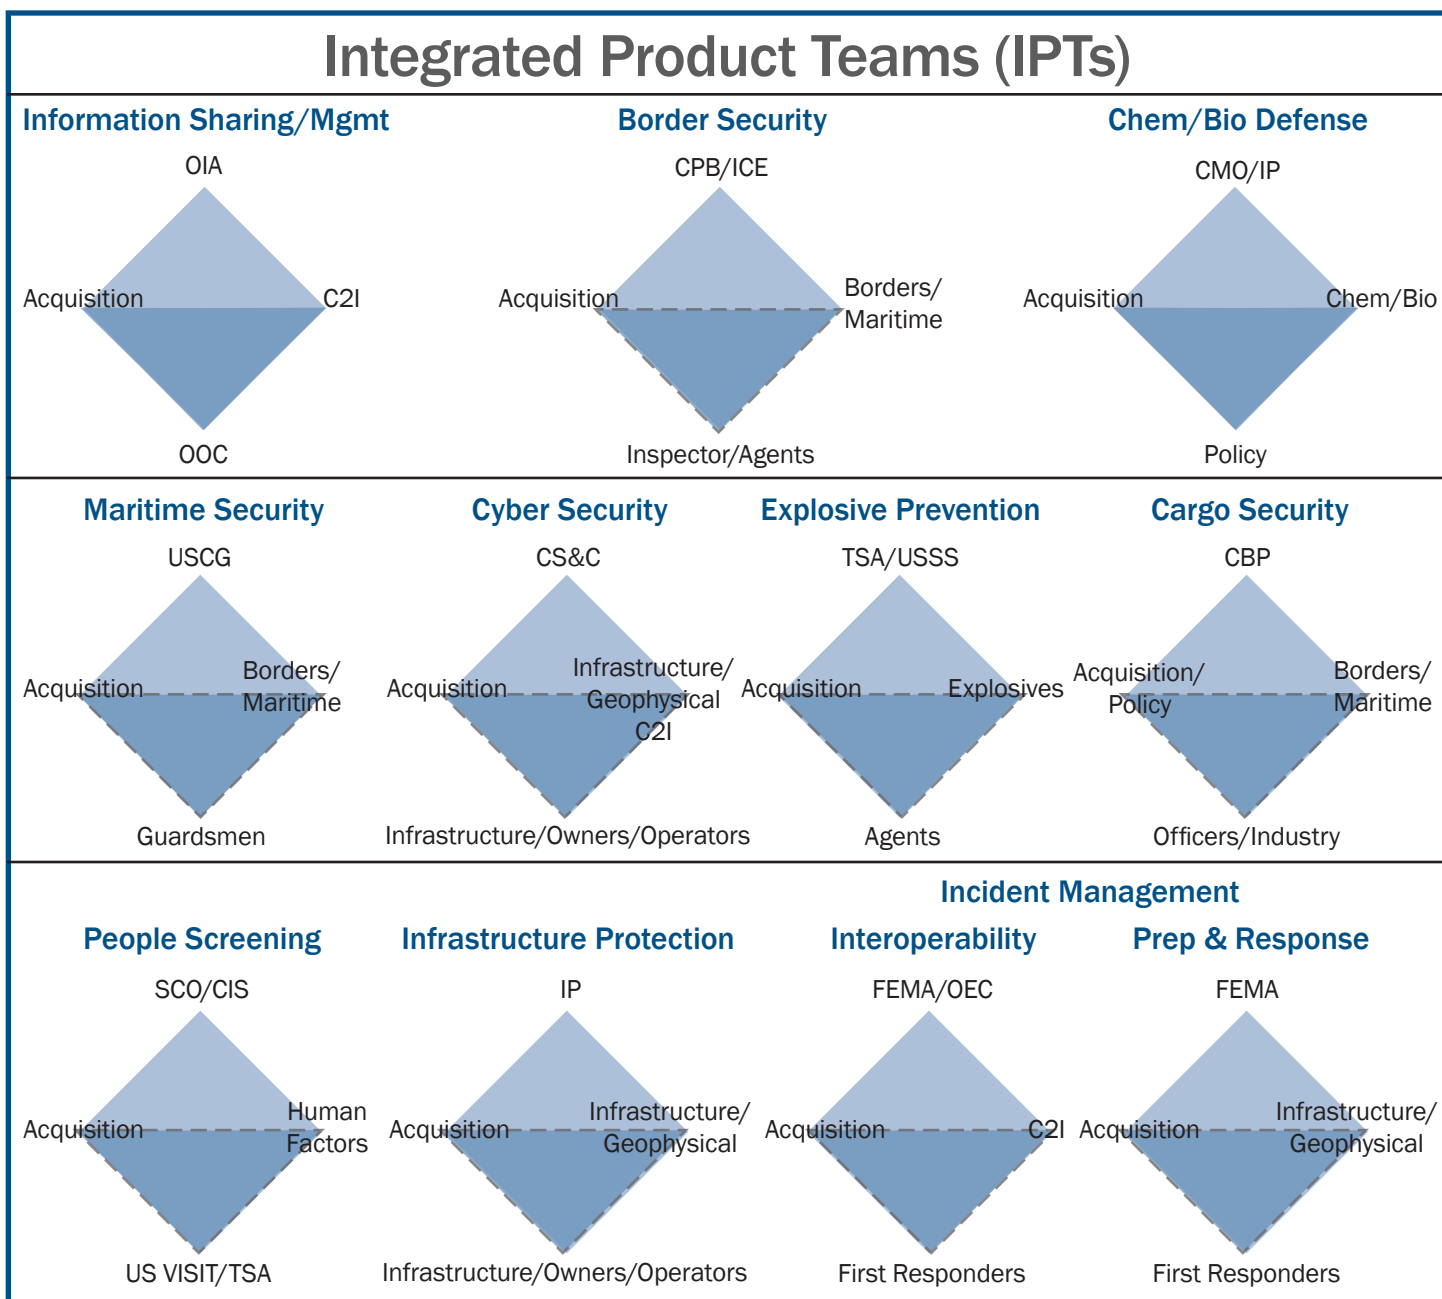 Integrated Product Teams (IPTs)
Information Sharing/Mgmt
OIA
Acquisition
C2I
OOC
Border Security
CPB/ICE
Acquisition
Borders/
Maritime
Inspector/Agents
Chem/Bio Defense
CMO/IP
Acquisition
Chem/Bio
Policy
Maritime Security
USCG
Acquisition
Borders/
Maritime
Guardsmen
Cyber Security
CS&C
Acquisition
Infrastructure/
Geophysical
C2I
Infrastructure/Owners/Operators
Explosive Prevention
TSA/USSS
Acquisition
Explosives
Agents
Cargo Security
CBP
Acquisition/
Policy
Borders/
Maritime
Officers/Industry
People Screening
SCO/CIS
Acquisition
Human
Factors
US VISIT/TSA
Infrastructure Protection
IP
Acquisition
Infrastructure/
Geophysical
Infrastructure/Owners/Operators
Incident Management
Interoperability
FEMA/OEC
Acquisition
C2I
First Responders
Prep & Response
FEMA
Acquisition
Infrastructure/
Geophysical
First Responders